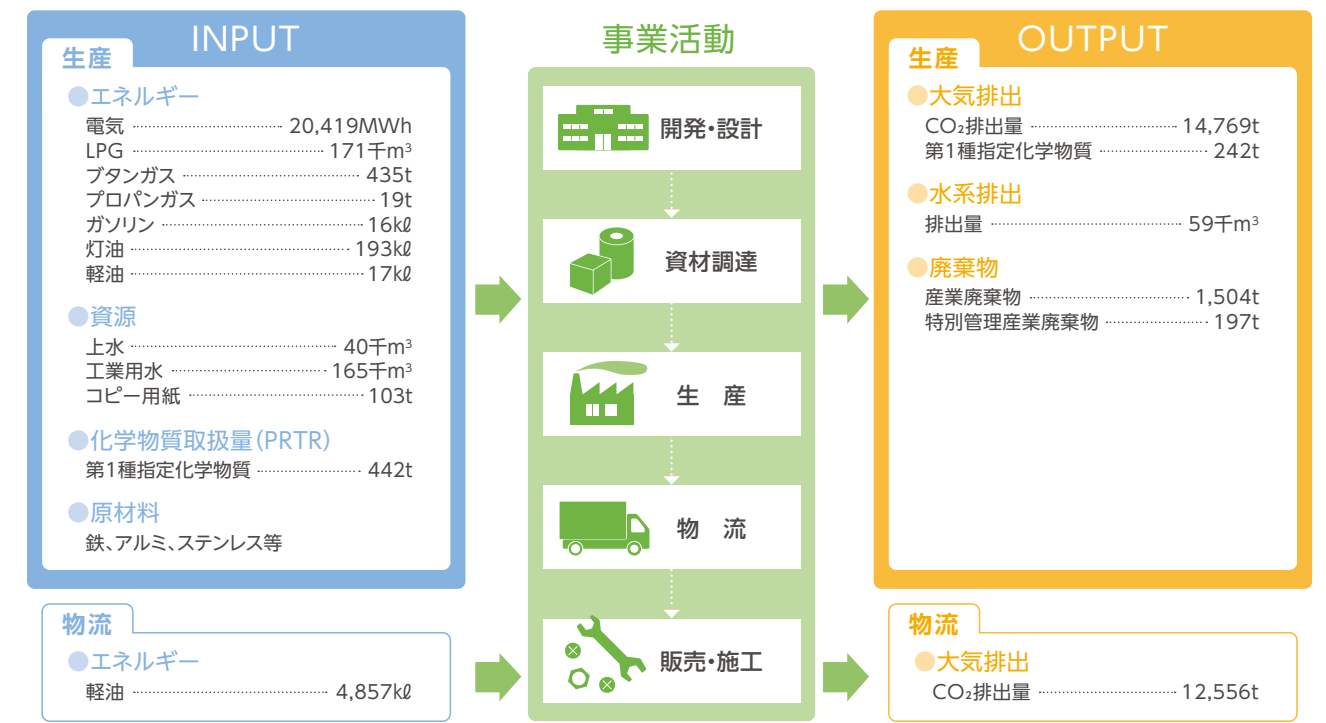 INPUT
生産
●エネルギー
電気 20,419MWh
LPG 171千m³
ブタンガス 435t
プロパンガス 19t
ガソリン 16kℓ
灯油 193kℓ
軽油 17kℓ
●資源
上水 40千m³
工業用水 165千m³
コピー用紙 103t
●化学物質取扱量(PRTR)
第1種指定化学物質 442t
●原材料
鉄、アルミ、ステンレス等
物流
●エネルギー
軽油 4,857kℓ
事業活動
開発・設計
資材調達
生 産
物 流
販売・施工
OUTPUT
生産
●大気排出
CO₂排出量 14,769t
第1種指定化学物質 242t
●水系排出
排出量 59千m³
●廃棄物
産業廃棄物 1,504t
特別管理産業廃棄物 197t
物流
●大気排出
CO₂排出量 12,556t